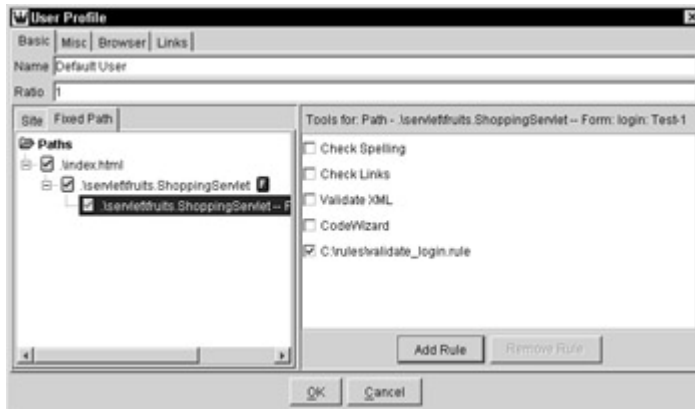 User Profile
Basic Misc Browser Links
Name Default User
Ratio 1
Site Fixed Path
Paths
.\index.html
.\servlet\fruits.ShoppingServlet F
.\servlet\fruits.ShoppingServlet -- F
Tools for: Path - .\servlet\fruits.ShoppingServlet -- Form: login: Test-1
Check Spelling
Check Links
Validate XML
CodeWizard
C:\rules\validate_login.rule
Add Rule Remove Rule
OK Cancel